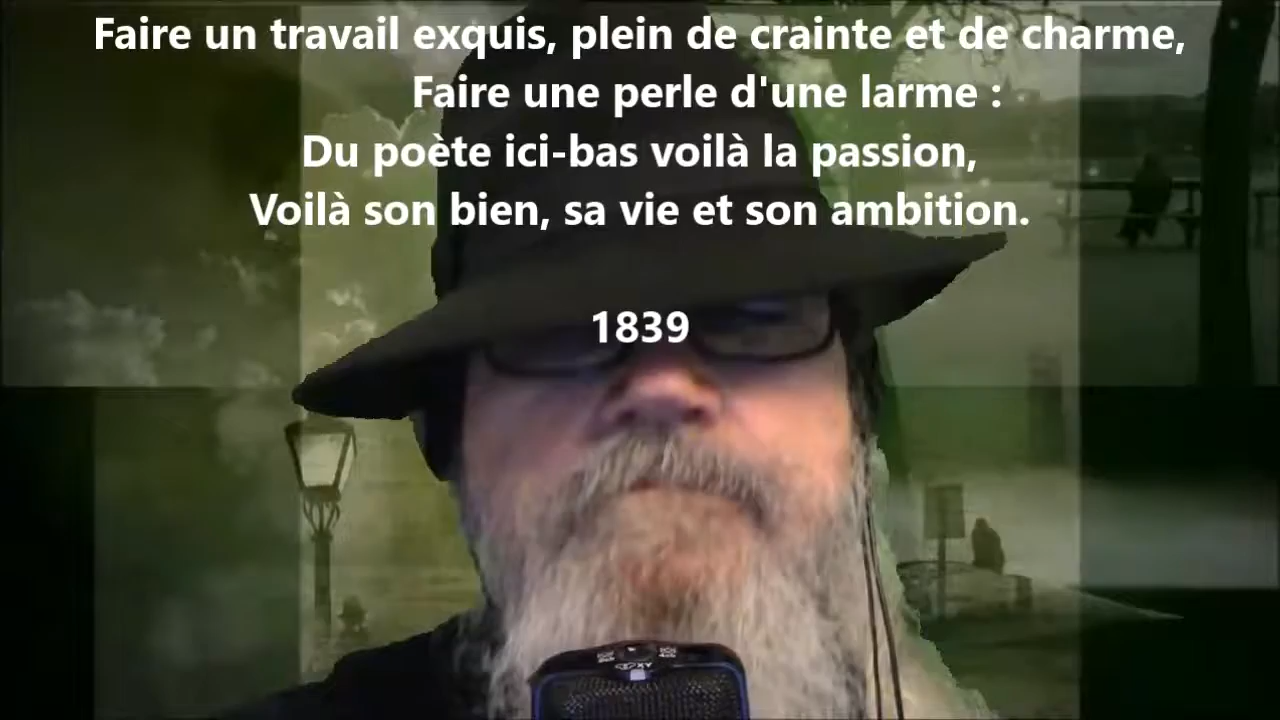 Faire un travail exquis, plein de crainte et de charme,
Faire une perle d'une larme :
Du poète ici-bas voilà la passion,
Voilà son bien, sa vie et son ambition.
1839
XY